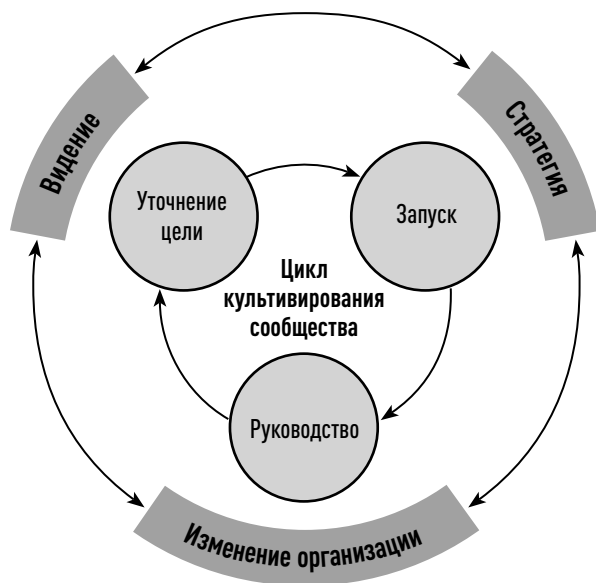 Видение
Стратегия
Уточнение
цели
Запуск
Цикл
культивирования
сообщества
Руководство
Изменение организации